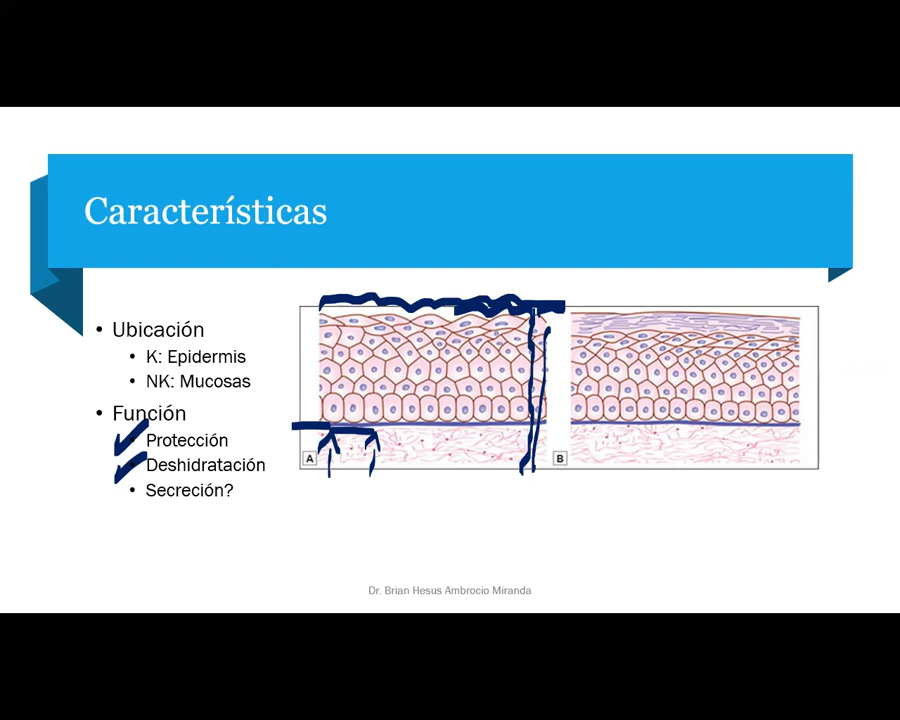 Características
Ubicación
K: Epidermis
NK: Mucosas
Función
Protección
Deshidratación
Secreción?
A
B
Dr. Brian Hesus Ambrocio Miranda